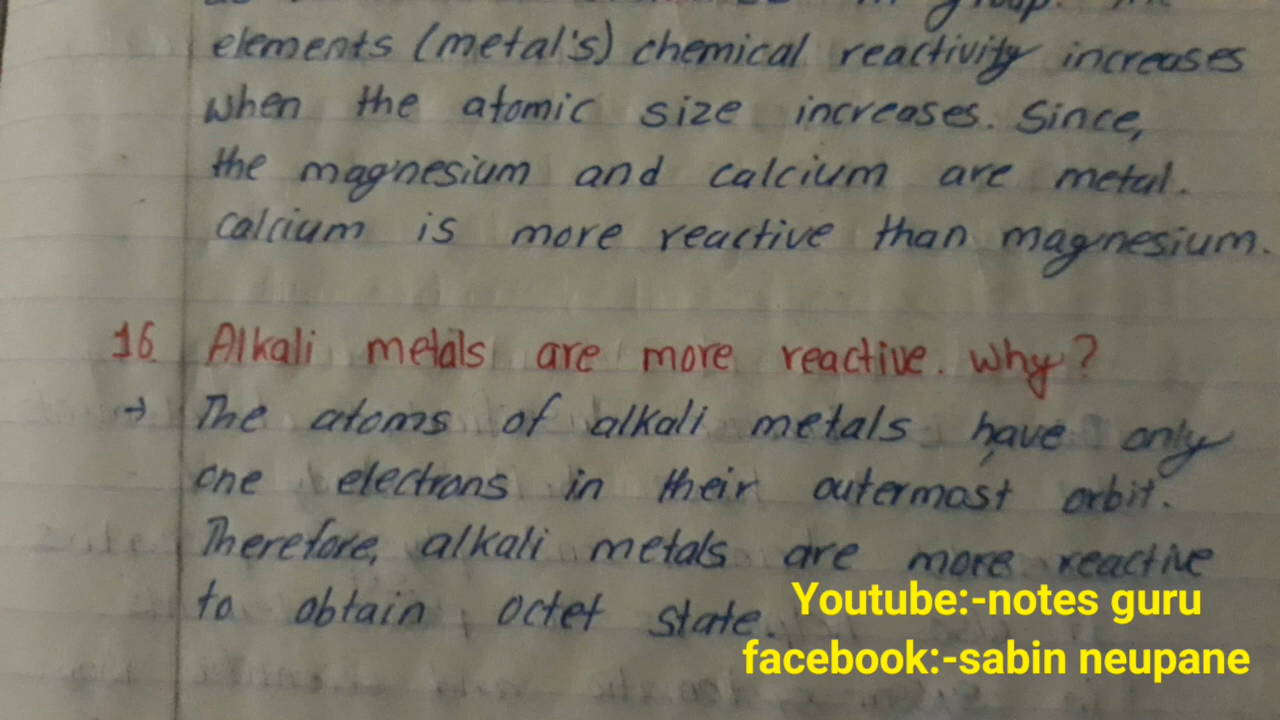 group.
elements (metal's) chemical reactivity increases
when the atomic size increases. Since,
the magnesium and calcium are metal.
calcium is more reactive than magnesium.
16. Alkali metals are more reactive. Why?
→ The atoms of alkali metals have only
one electrons in their outermost orbit.
Therefore, alkali metals are more reactive
to obtain octet state.
Youtube:-notes guru
facebook:-sabin neupane